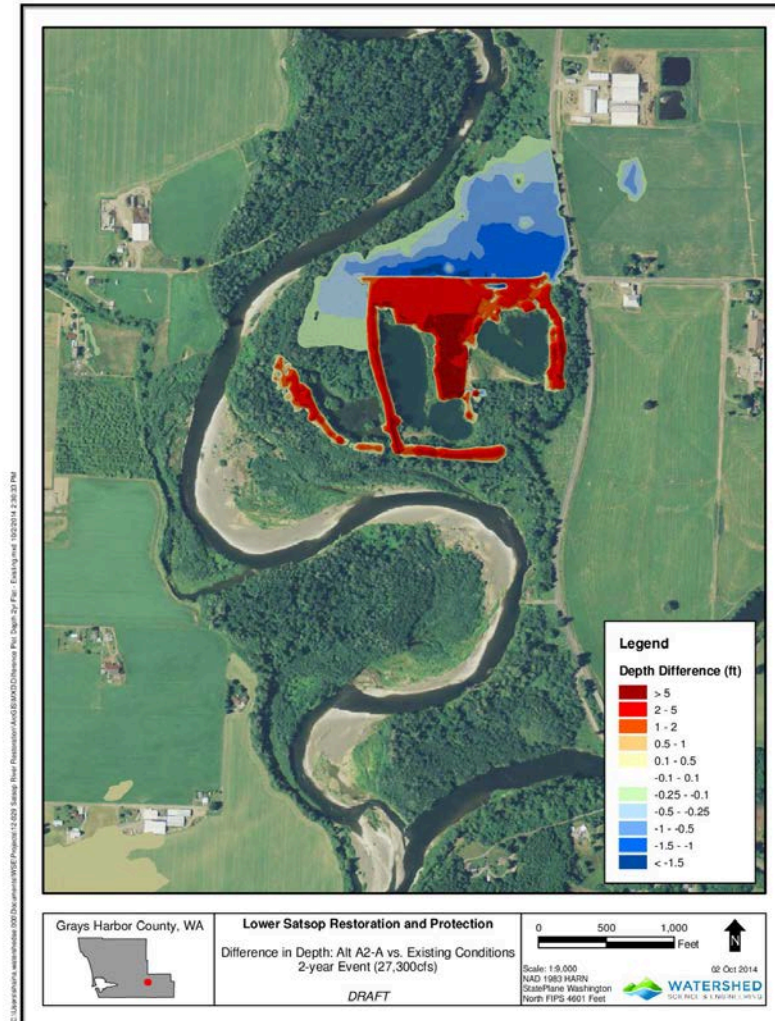 Legend
Depth Difference (ft)
> 5
2 - 5
1 - 2
0.5 - 1
0.1 - 0.5
-0.1 - 0.1
-0.25 - -0.1
-0.5 - -0.25
-1 - -0.5
-1.5 - -1
< -1.5
Grays Harbor County, WA
Lower Satsop Restoration and Protection
Difference in Depth: Alt A2-A vs. Existing Conditions
2-year Event (27,300cfs)
DRAFT
0 500 1,000
Feet
N
Scale: 1:9,000
NAD 1983 HARN
StatePlane Washington
North FIPS 4601 Feet
02 Oct 2014
WATERSHED
SCIENCE & ENGINEERING